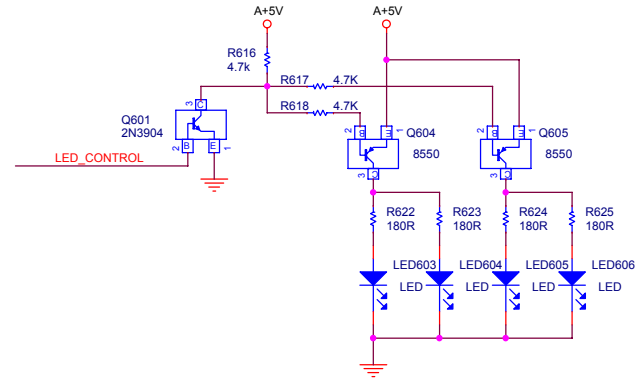 A+5V
A+5V
R616
4.7k
R617
4.7K
R618
4.7K
Q601
2N3904
3
C
2
B
E
1
LED_CONTROL
2
B
E
1
Q604
8550
3
C
2
B
E
1
Q605
8550
3
C
R622
180R
R623
180R
R624
180R
R625
180R
LED603
LED
LED604
LED
LED605
LED
LED606
LED